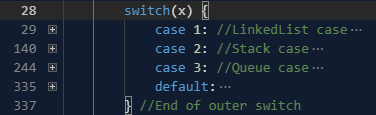 28 switch(x) {
29 case 1: //LinkedList case···
140 case 2: //Stack case···
244 case 3: //Queue case···
335 default:···
337 } //End of outer switch